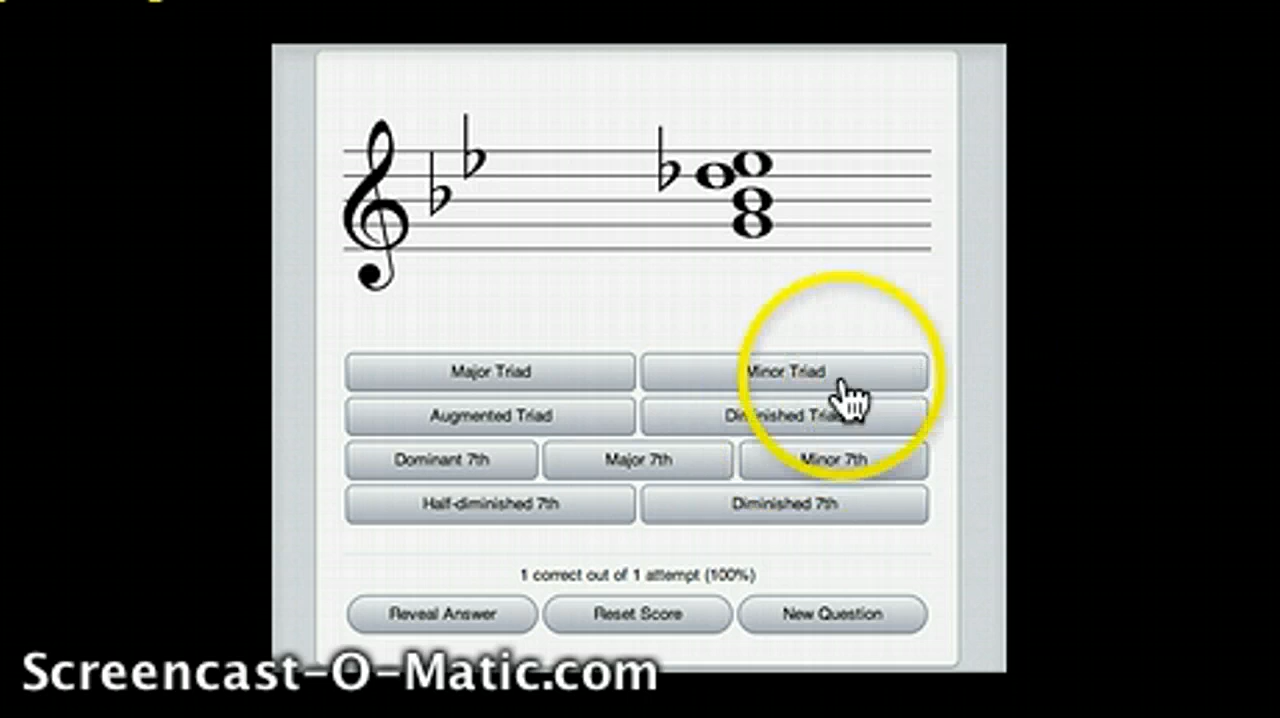 Major Triad
Minor Triad
Augmented Triad
Diminished Triad
Dominant 7th
Major 7th
Minor 7th
Half-diminished 7th
Diminished 7th
1 correct out of 1 attempt (100%)
Reveal Answer
Reset Score
New Question
Screencast-O-Matic.com